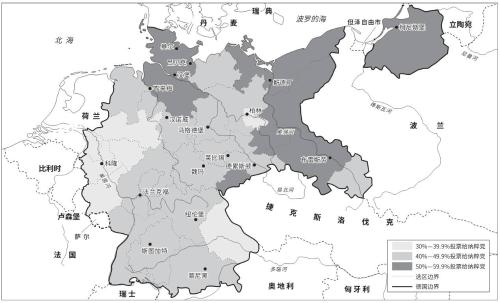 瑞 典
丹 麦
波罗的海
但泽自由市
立陶宛
北 海
基尔
吕贝克
汉堡
不来梅
斯德丁
荷 兰
汉诺威
柏林
马格德堡
波 兰
比利时
科隆
莱比锡
德累斯顿
魏玛
布雷斯劳
法兰克福
卢森堡
捷 克 斯 洛 伐 克
纽伦堡
萨 尔
法 国
斯图加特
慕尼黑
多瑙河
奥地利
匈牙利
瑞士
30%—39.9%投票给纳粹党
40%—49.9%投票给纳粹党
50%—59.9%投票给纳粹党
选区边界
德国边界